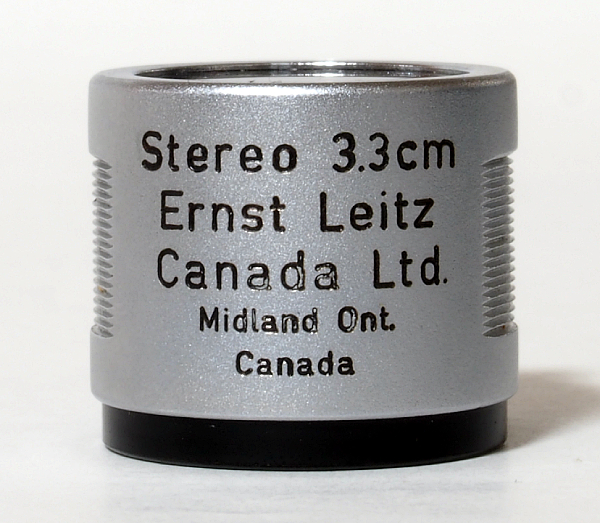 Stereo 3.3cm
Ernst Leitz
Canada Ltd.
Midland Ont.
Canada